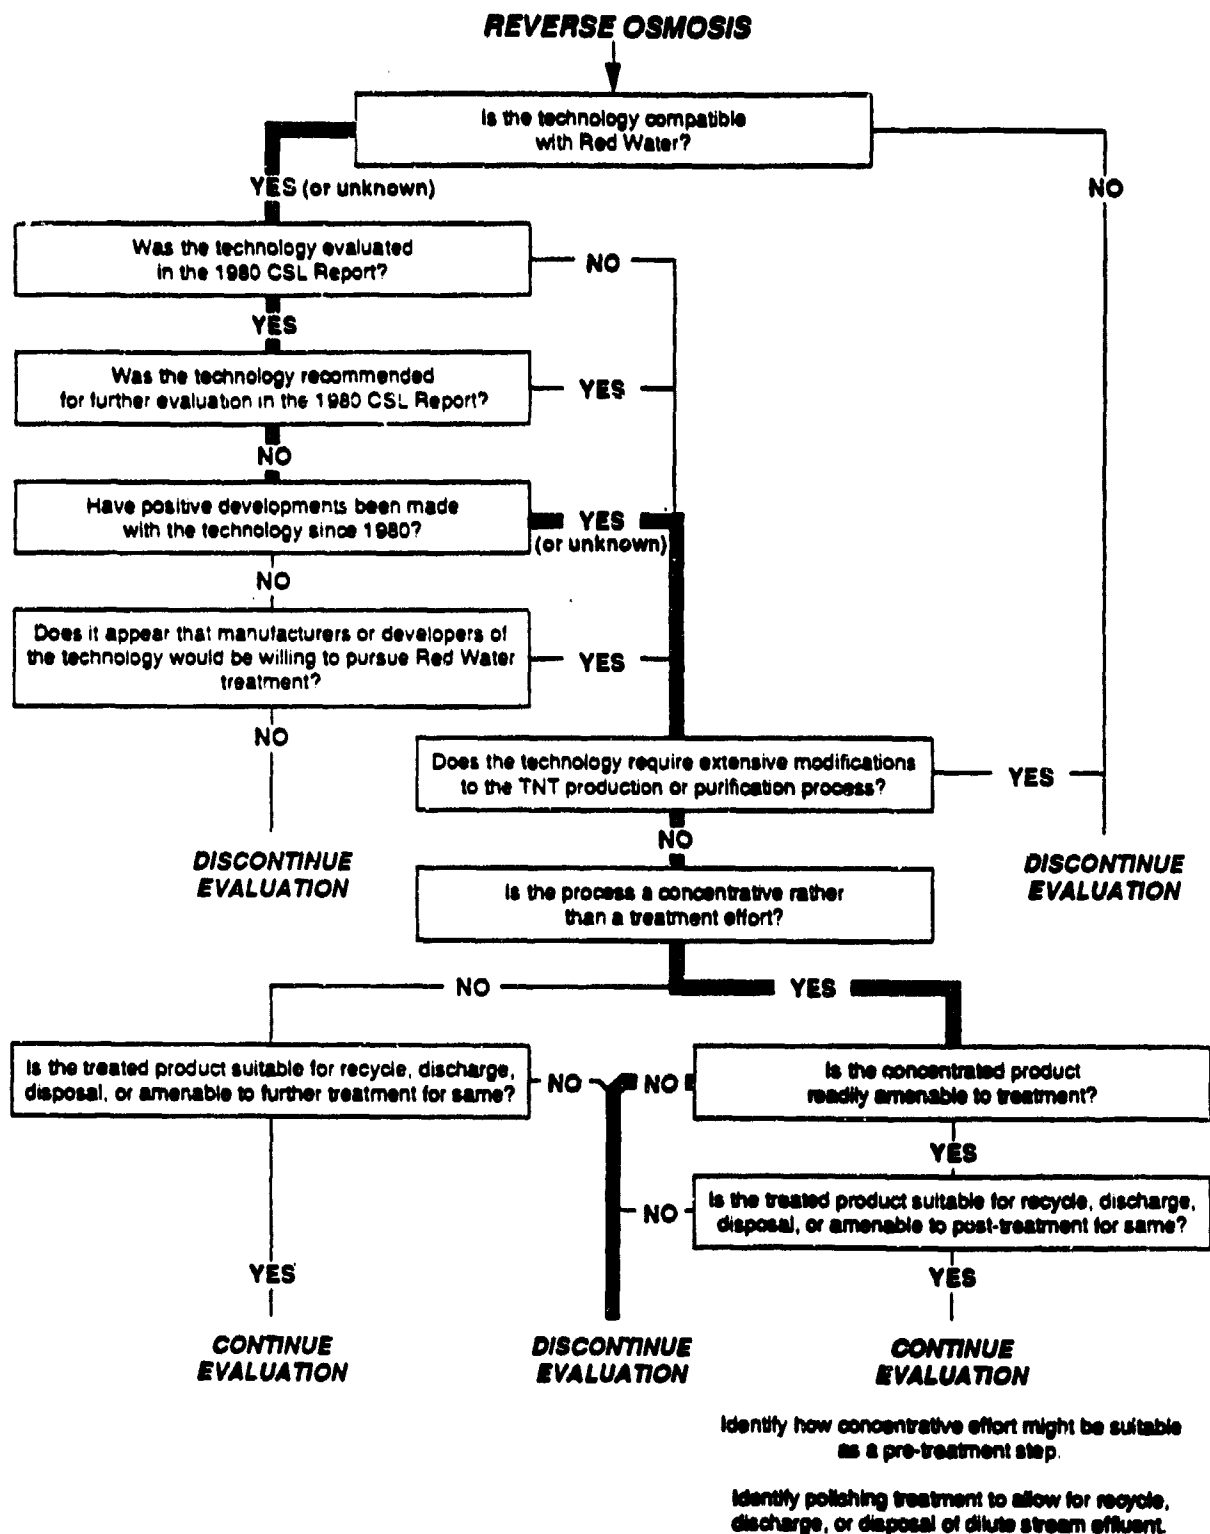 REVERSE OSMOSIS
Is the technology compatible
with Red Water?
YES (or unknown)
NO
Was the technology evaluated
in the 1980 CSL Report?
NO
YES
Was the technology recommended
for further evaluation in the 1980 CSL Report?
YES
NO
Have positive developments been made
with the technology since 1980?
YES
(or unknown)
NO
Does it appear that manufacturers or developers of
the technology would be willing to pursue Red Water
treatment?
YES
NO
Does the technology require extensive modifications
to the TNT production or purification process?
YES
NO
DISCONTINUE
EVALUATION
DISCONTINUE
EVALUATION
Is the process a concentrative rather
than a treatment effort?
NO
YES
Is the treated product suitable for recycle, discharge,
disposal, or amenable to further treatment for same?
NO
NO
Is the concentrated product
readily amenable to treatment?
YES
Is the treated product suitable for recycle, discharge,
disposal, or amenable to post-treatment for same?
NO
YES
YES
CONTINUE
EVALUATION
DISCONTINUE
EVALUATION
CONTINUE
EVALUATION
Identify how concentrative effort might be suitable
as a pre-treatment step.
Identify polishing treatment to allow for recycle,
discharge, or disposal of dilute stream effluent.